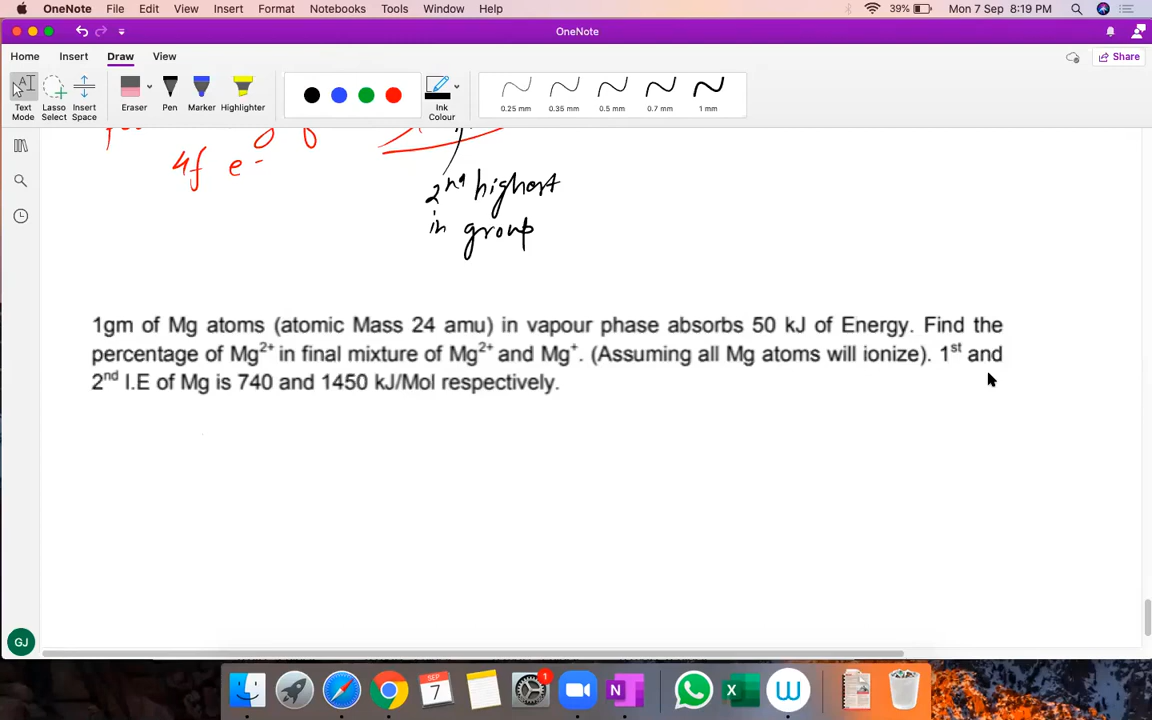 OneNote File Edit View Insert Format Notebooks Tools Window Help 39% Mon 7 Sep 8:19 PM
OneNote
Home Insert Draw View Share
Text Mode Lasso Select Insert Space Eraser Pen Marker Highlighter Ink Colour 0.25 mm 0.35 mm 0.5 mm 0.7 mm 1 mm
4f e-
2nd highest
in group
1gm of Mg atoms (atomic Mass 24 amu) in vapour phase absorbs 50 kJ of Energy. Find the
percentage of Mg2+ in final mixture of Mg2+ and Mg+. (Assuming all Mg atoms will ionize). 1st and
2nd I.E of Mg is 740 and 1450 kJ/Mol respectively.
GJ
SEP
7
1
N
X
W